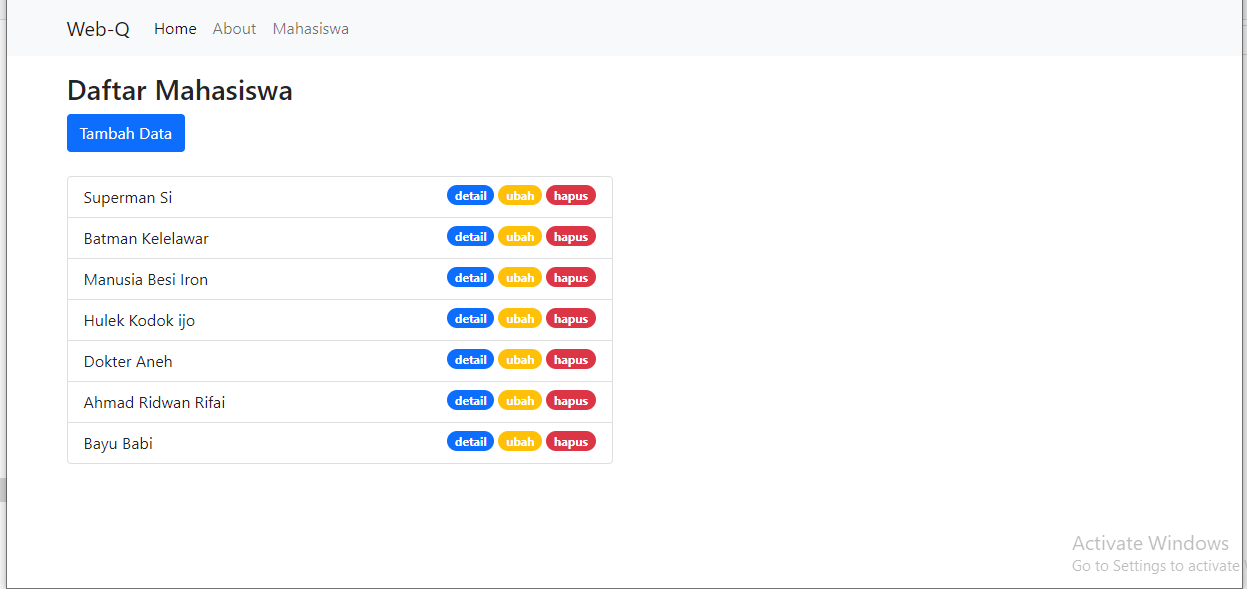 Web-Q Home About Mahasiswa
Daftar Mahasiswa
Tambah Data
Superman Si detail ubah hapus
Batman Kelelawar detail ubah hapus
Manusia Besi Iron detail ubah hapus
Hulek Kodok ijo detail ubah hapus
Dokter Aneh detail ubah hapus
Ahmad Ridwan Rifai detail ubah hapus
Bayu Babi detail ubah hapus
Activate Windows
Go to Settings to activate